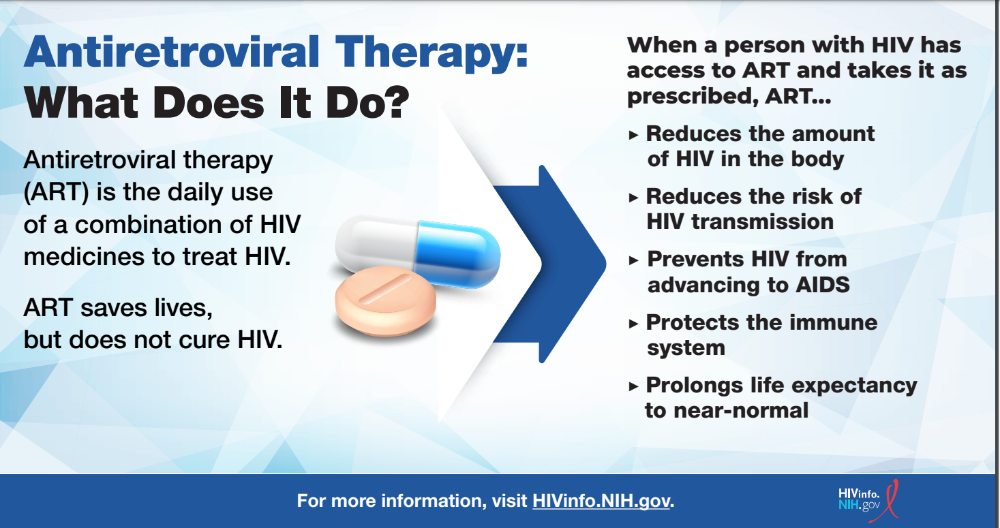 Antiretroviral Therapy:
What Does It Do?
Antiretroviral therapy
(ART) is the daily use
of a combination of HIV
medicines to treat HIV.
ART saves lives,
but does not cure HIV.
When a person with HIV has
access to ART and takes it as
prescribed, ART...
▸ Reduces the amount
of HIV in the body
▸ Reduces the risk of
HIV transmission
▸ Prevents HIV from
advancing to AIDS
▸ Protects the immune
system
▸ Prolongs life expectancy
to near-normal
For more information, visit HIVinfo.NIH.gov.
HIVinfo.
NIH.gov